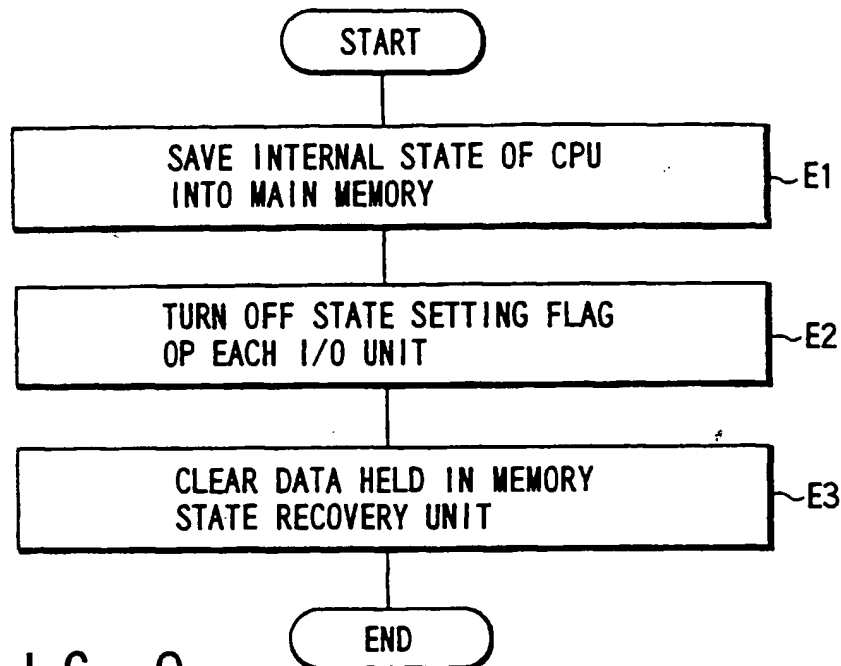 START
SAVE INTERNAL STATE OF CPU
INTO MAIN MEMORY
E1
TURN OFF STATE SETTING FLAG
OP EACH I/O UNIT
E2
CLEAR DATA HELD IN MEMORY
STATE RECOVERY UNIT
E3
END